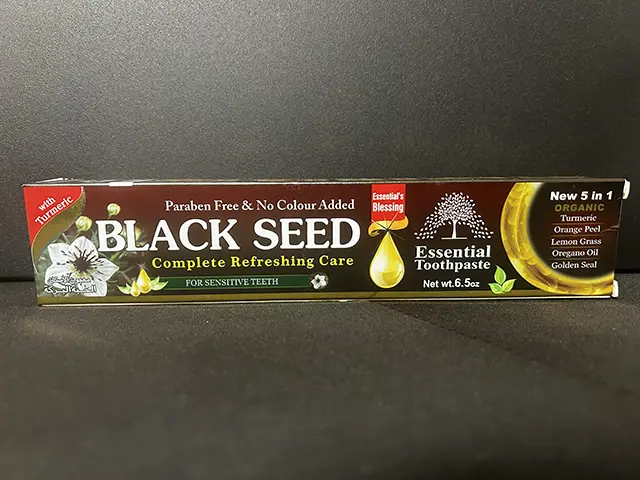 with
Turmeric
Paraben Free & No Colour Added
BLACK SEED
Complete Refreshing Care
FOR SENSITIVE TEETH
Essential's
Blessing
Essential
Toothpaste
Net wt.6.5oz
New 5 in 1
ORGANIC
Turmeric
Orange Peel
Lemon Grass
Oregano Oil
Golden Seal